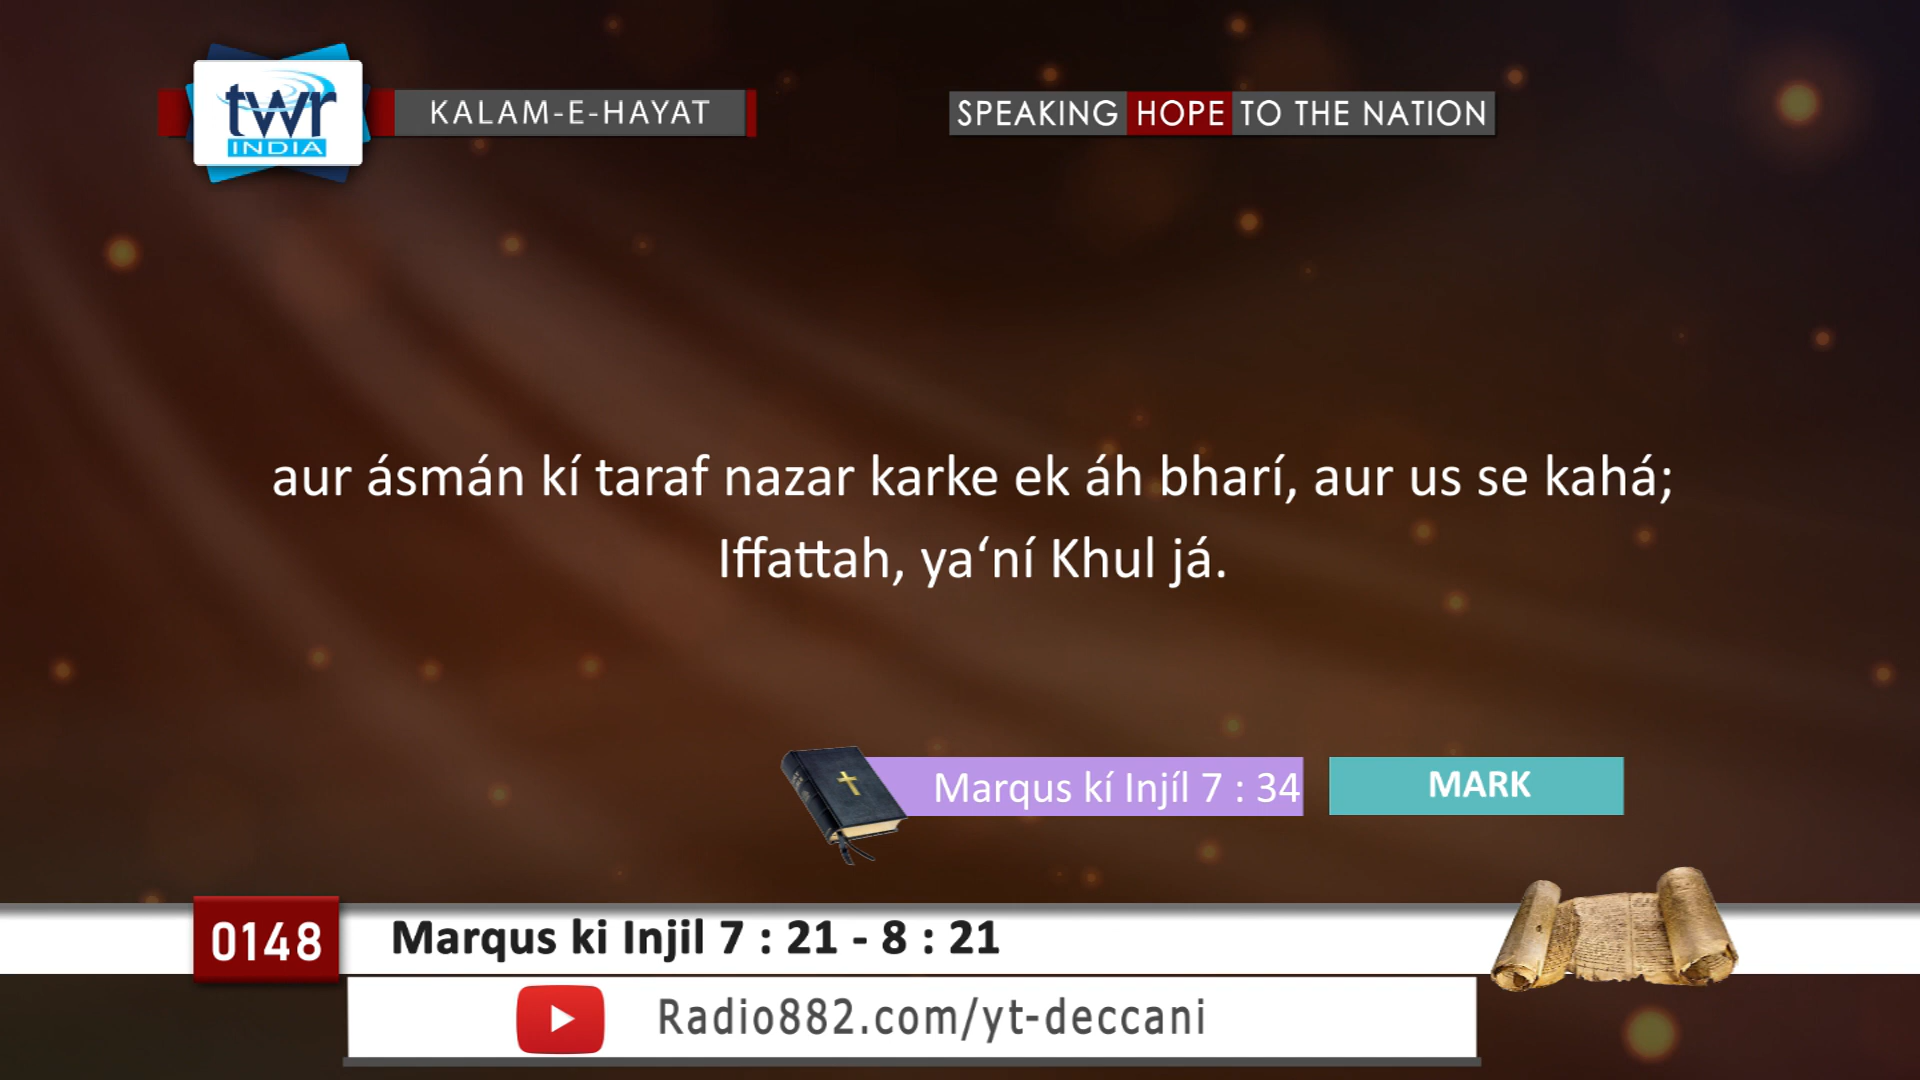 twr
INDIA
KALAM-E-HAYAT
SPEAKING HOPE TO THE NATION
aur ásmán kí taraf nazar karke ek áh bharí, aur us se kahá;
Iffattah, ya‘ní Khul já.
Marqus kí Injíl 7 : 34
MARK
0148
Marqus ki Injil 7 : 21 - 8 : 21
Radio882.com/yt-deccani